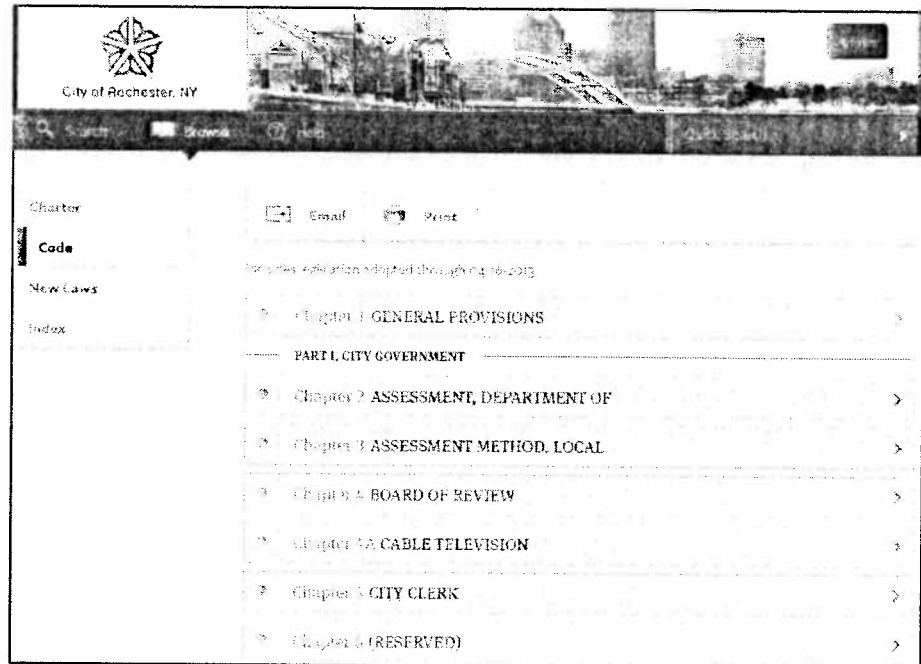 City of Rochester, NY
Search
Browse
Help
Charter
Code
New Laws
Index
Email
Print
adopted through
Chapter 1 GENERAL PROVISIONS
PART I, CITY GOVERNMENT
Chapter 2 ASSESSMENT, DEPARTMENT OF
Chapter 3 ASSESSMENT METHOD, LOCAL
Chapter 4 BOARD OF REVIEW
Chapter 4A CABLE TELEVISION
Chapter 5 CITY CLERK
Chapter 6 (RESERVED)